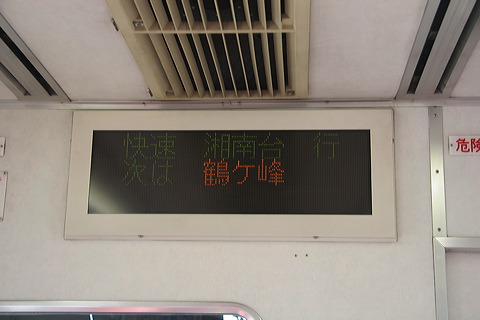 快速 湘南台 行
次は 鶴ケ峰
危険